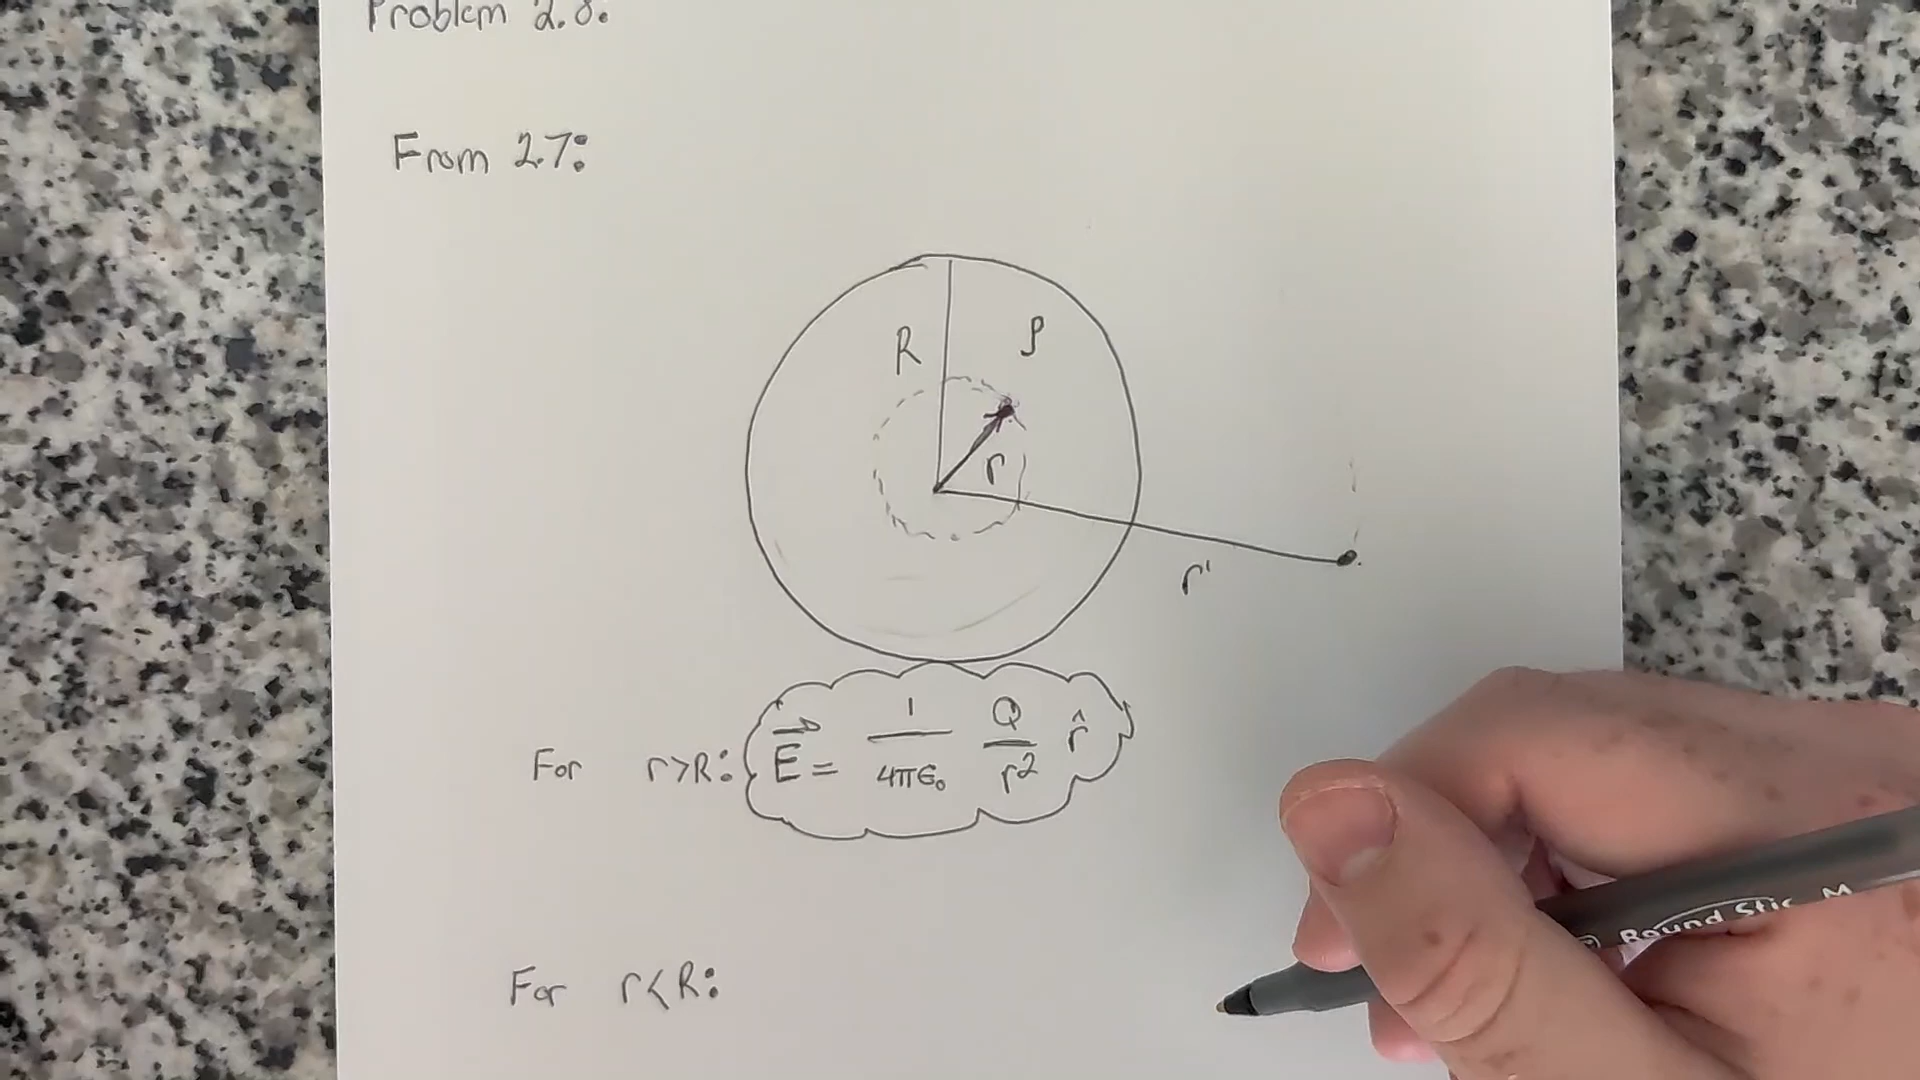 Problem 2.8:
From 2.7:
R ρ
r
r'
For r>R: E⃗ = 1/4πε₀ Q/r² r̂
For r<R:
Round Stic M